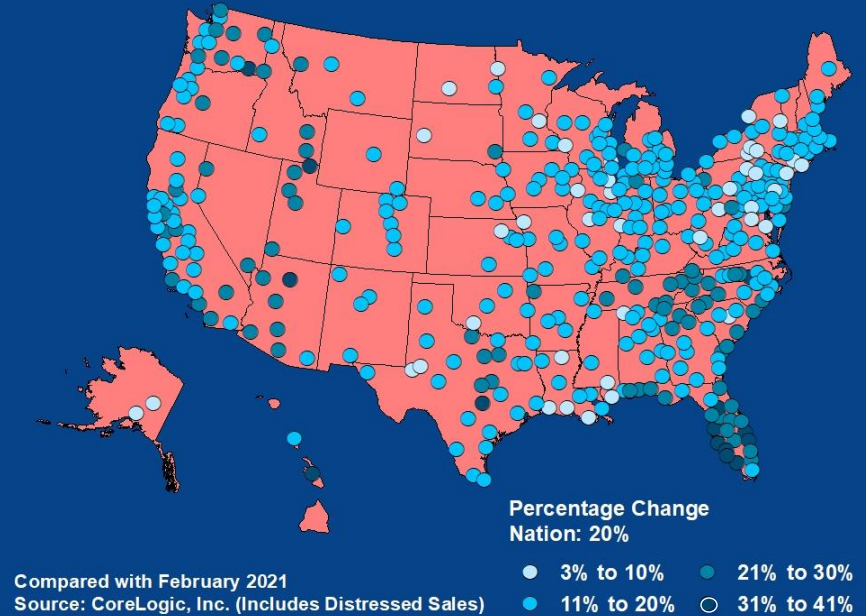 Percentage Change
Nation: 20%
3% to 10%
21% to 30%
11% to 20%
31% to 41%
Compared with February 2021
Source: CoreLogic, Inc. (Includes Distressed Sales)